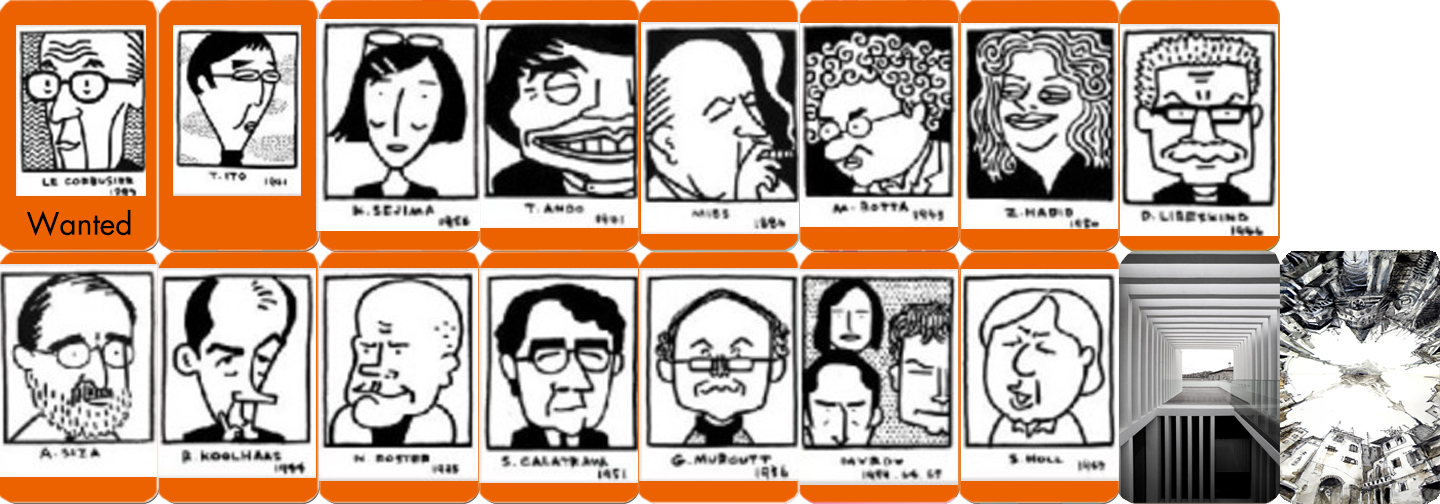 LE CORBUSIER
Wanted
T. ITO
1941
K. SEJIMA
1956
T. ANDO
1941
MIES
M. BOTTA
1943
Z. HADID
1950
D. LIBESKIND
1946
A. SIZA
R. KOOLHAAS
1944
N. FOSTER
1935
S. CALATRAVA
1951
G. MURCUTT
1936
S. HOLL
1947